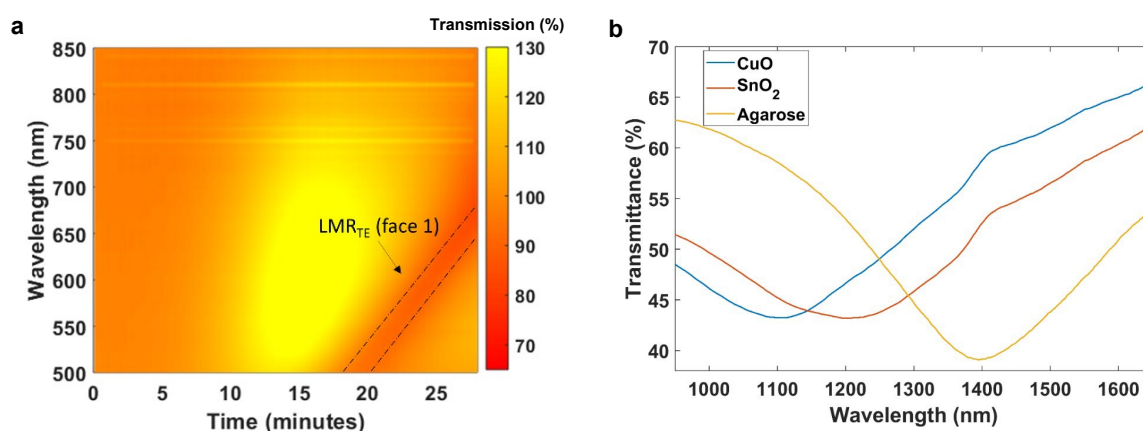 a
Transmission (%)
850
800
750
700
650
600
550
500
Wavelength (nm)
LMR_TE (face 1)
0 5 10 15 20 25
Time (minutes)
130
120
110
100
90
80
70
b
70
65
60
55
50
45
40
Transmittance (%)
CuO
SnO₂
Agarose
1000 1100 1200 1300 1400 1500 1600
Wavelength (nm)